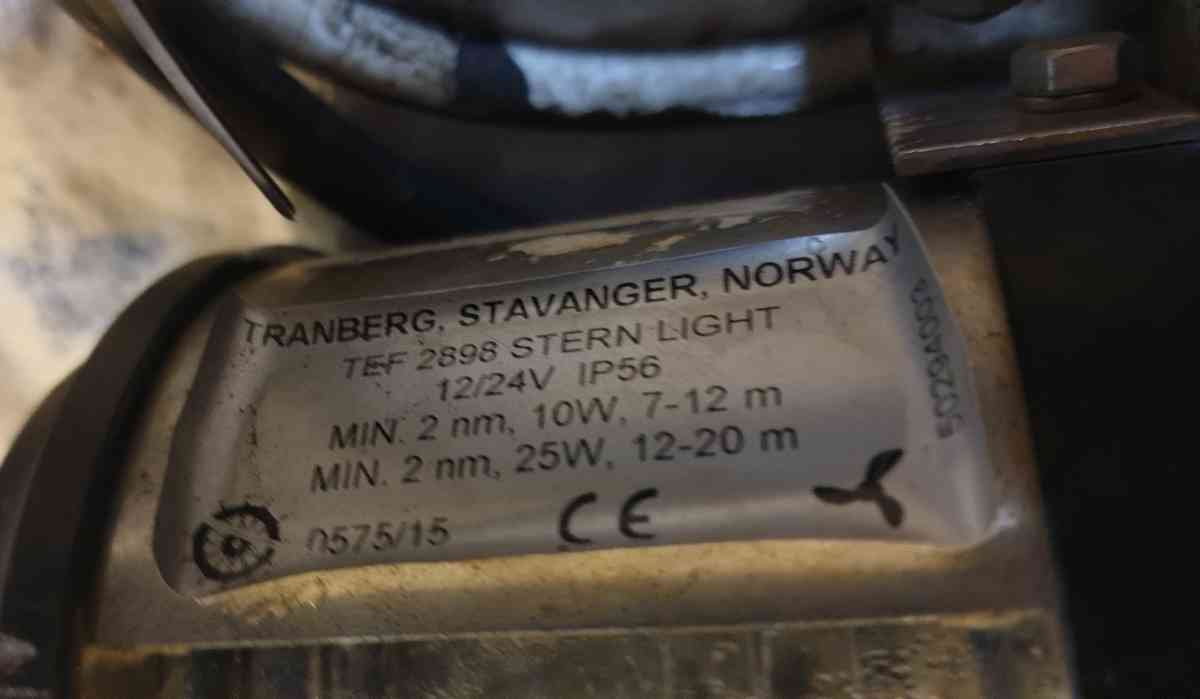 TRANBERG, STAVANGER, NORWAY
TEF 2898 STERN LIGHT
12/24V IP56
MIN. 2 nm, 10W, 7-12 m
MIN. 2 nm, 25W, 12-20 m
0575/15 CE